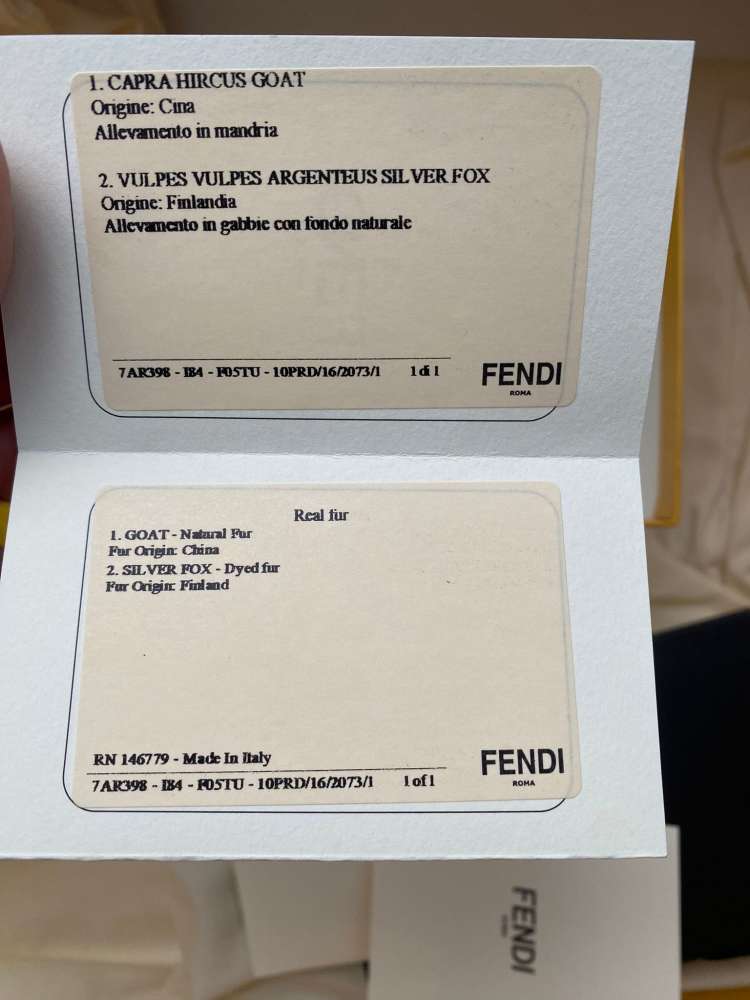 1. CAPRA HIRCUS GOAT
Origine: Cina
Allevamento in mandria
2. VULPES VULPES ARGENTEUS SILVER FOX
Origine: Finlandia
Allevamento in gabbie con fondo naturale
7AR398 - I84 - F05TU - 10PRD/16/2073/1 1 di 1
FENDI
ROMA
Real fur
1. GOAT - Natural Fur
Fur Origin: China
2. SILVER FOX - Dyed fur
Fur Origin: Finland
RN 146779 - Made In Italy
7AR398 - I84 - F05TU - 10PRD/16/2073/1 1 of 1
FENDI
ROMA
FENDI